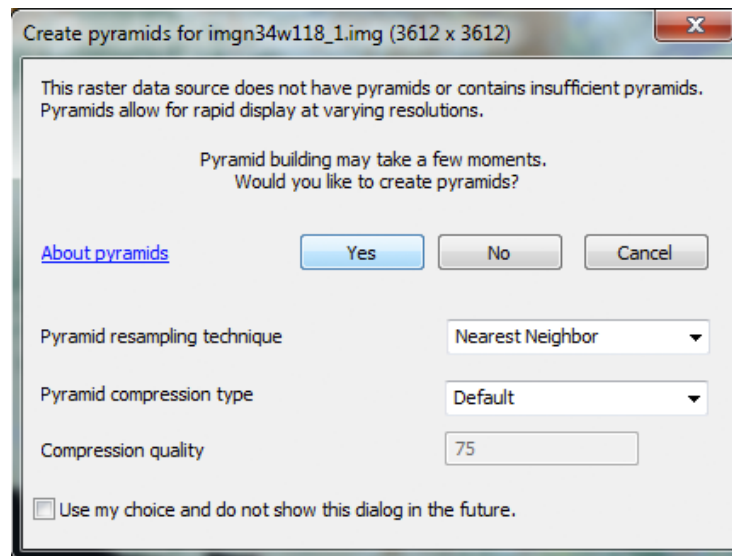 Create pyramids for imgn34w118_1.img (3612 x 3612)
This raster data source does not have pyramids or contains insufficient pyramids.
Pyramids allow for rapid display at varying resolutions.
Pyramid building may take a few moments.
Would you like to create pyramids?
About pyramids Yes No Cancel
Pyramid resampling technique Nearest Neighbor
Pyramid compression type Default
Compression quality 75
Use my choice and do not show this dialog in the future.